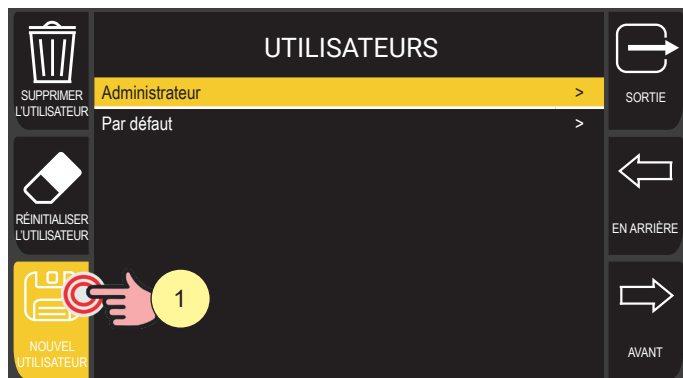 UTILISATEURS
SUPPRIMER
L'UTILISATEUR
Administrateur >
Par défaut >
SORTIE
RÉINITIALISER
L'UTILISATEUR
EN ARRIÈRE
1
NOUVEL
UTILISATEUR
AVANT